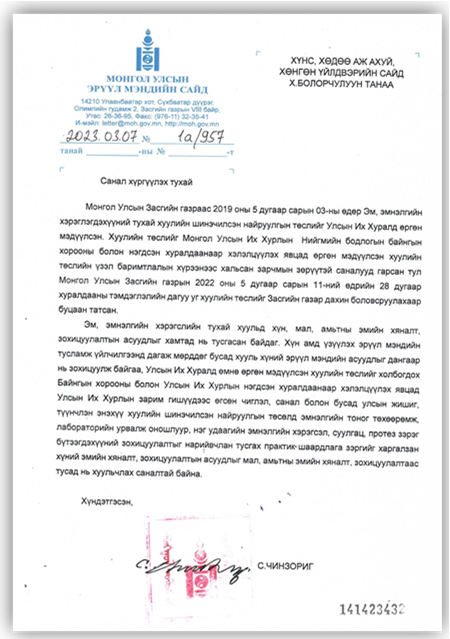 МОНГОЛ УЛСЫН
ЭРҮҮЛ МЭНДИЙН САЙД
14210 Улаанбаатар хот, Сүхбаатар дүүрэг,
Олимпийн гудамж 2, Засгийн газрын VIII байр,
Утас: 26-36-95, Факс: (976-11) 32-35-41
И-мэйл: letter@moh.gov.mn, http://moh.gov.mn
2023.03.07 № 1а/957
танай ________-ны №________-т
ХҮНС, ХӨДӨӨ АЖ АХУЙ,
ХӨНГӨН ҮЙЛДВЭРИЙН САЙД
Х.БОЛОРЧУЛУУН ТАНАА
Санал хүргүүлэх тухай
Монгол Улсын Засгийн газраас 2019 оны 5 дугаар сарын 03-ны өдөр Эм, эмнэлгийн
хэрэглэгдэхүүний тухай хуулийн шинэчилсэн найруулгын төслийг Улсын Их Хуралд өргөн
мэдүүлсэн. Хуулийн төслийг Монгол Улсын Их Хурлын Нийгмийн бодлогын байнгын
хорооны болон нэгдсэн хуралдаанаар хэлэлцүүлэх явцад өргөн мэдүүлсэн хуулийн
төслийн үзэл баримтлалын хүрээнээс хальсан зарчмын зөрүүтэй саналууд гарсан тул
Монгол Улсын Засгийн газрын 2022 оны 5 дугаар сарын 11-ний өдрийн 28 дугаар
хуралдааны тэмдэглэлийн дагуу уг хуулийн төслийг Засгийн газар дахин боловсруулахаар
буцаан татсан.
Эм, эмнэлгийн хэрэгслийн тухай хуульд хүн, мал, амьтны эмийн хяналт,
зохицуулалтын асуудлыг хамтад нь тусгасан байдаг. Хүн амд үзүүлэх эрүүл мэндийн
тусламж үйлчилгээнд дагаж мөрддөг бусад хууль хүний эрүүл мэндийн асуудлыг дангаар
нь зохицуулж байгаа, Улсын Их Хуралд өмнө өргөн мэдүүлсэн хуулийн төслийг холбогдох
Байнгын хорооны болон Улсын Их Хурлын нэгдсэн хуралдаанаар хэлэлцүүлэх явцад
Улсын Их Хурлын зарим гишүүдээс өгсөн чиглэл, санал болон бусад улсын жишиг,
түүнчлэн энэхүү хуулийн шинэчилсэн найруулгын төсөлд эмнэлгийн тоног төхөөрөмж,
лабораторийн урвалж оношлуур, нэг удаагийн эмнэлгийн хэрэгсэл, суулгац, протез зэрэг
бүтээгдэхүүний зохицуулалтыг нарийвчлан тусгах практик шаардлага зэргийг харгалзан
хүний эмийн хяналт, зохицуулалтын асуудлыг мал, амьтны эмийн хяналт, зохицуулалтаас
тусад нь хуульчлах саналтай байна.
Хүндэтгэсэн,
С.ЧИНЗОРИГ
141423432